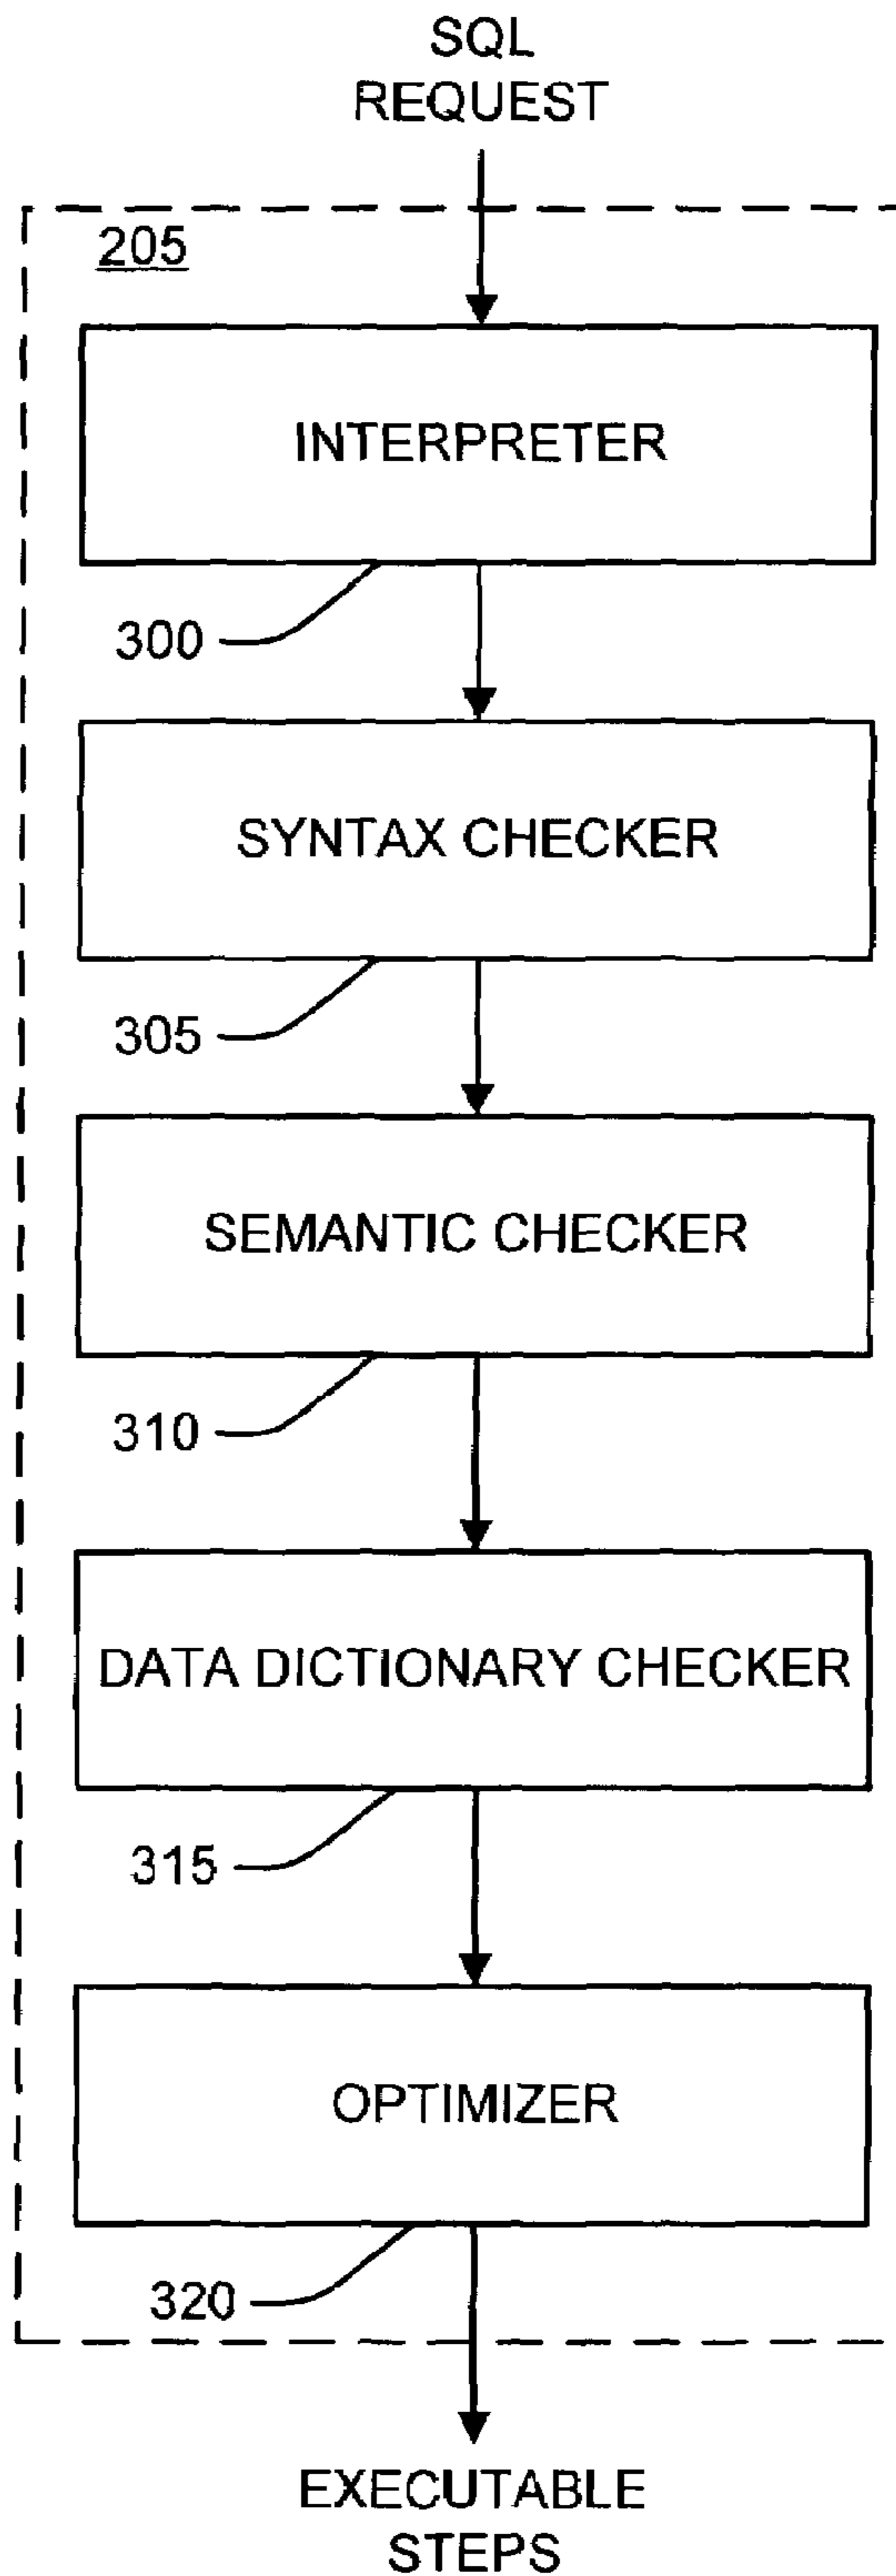 SQL
REQUEST
205
INTERPRETER
300
SYNTAX CHECKER
305
SEMANTIC CHECKER
310
DATA DICTIONARY CHECKER
315
OPTIMIZER
320
EXECUTABLE
STEPS